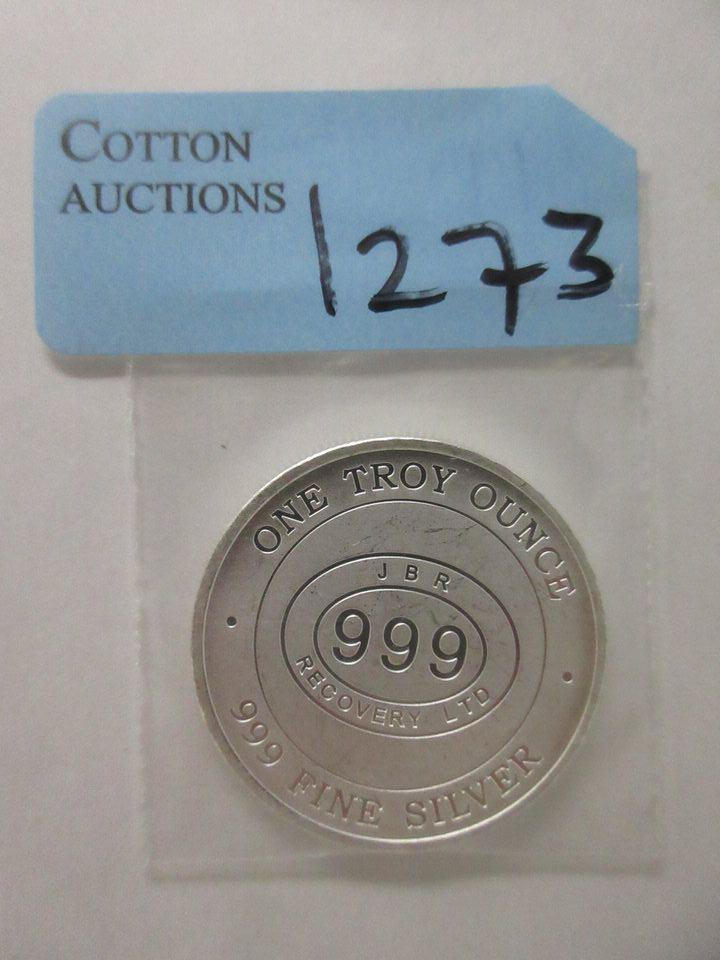 COTTON
AUCTIONS
1273
ONE TROY OUNCE
JBR
999
RECOVERY LTD
999 FINE SILVER